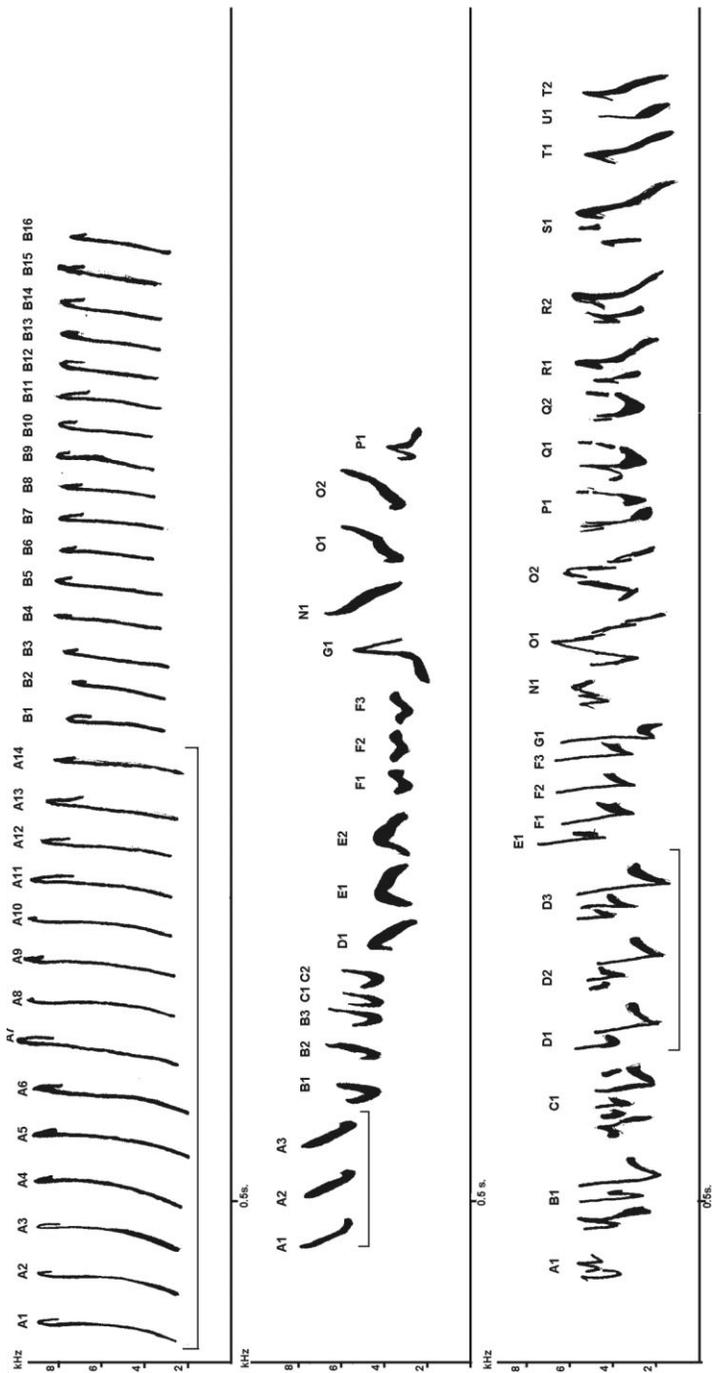 A1 A2 A3 A4 A5 A6 A7 A8 A9 A10 A11 A12 A13 A14 B1 B2 B3 B4 B5 B6 B7 B8 B9 B10 B11 B12 B13 B14 B15 B16
kHz
8
6
4
2
0.5s.
A1 A2 A3 B1 B2 B3 C1 C2 D1 E1 E2 F1 F2 F3 G1 N1 O1 O2 P1
kHz
8
6
4
2
0.5 s.
A1 B1 C1 D1 D2 D3 E1 F1 F2 F3 G1 N1 O1 O2 P1 Q1 Q2 R1 R2 S1 T1 U1 T2
kHz
6
4
2
0.5s